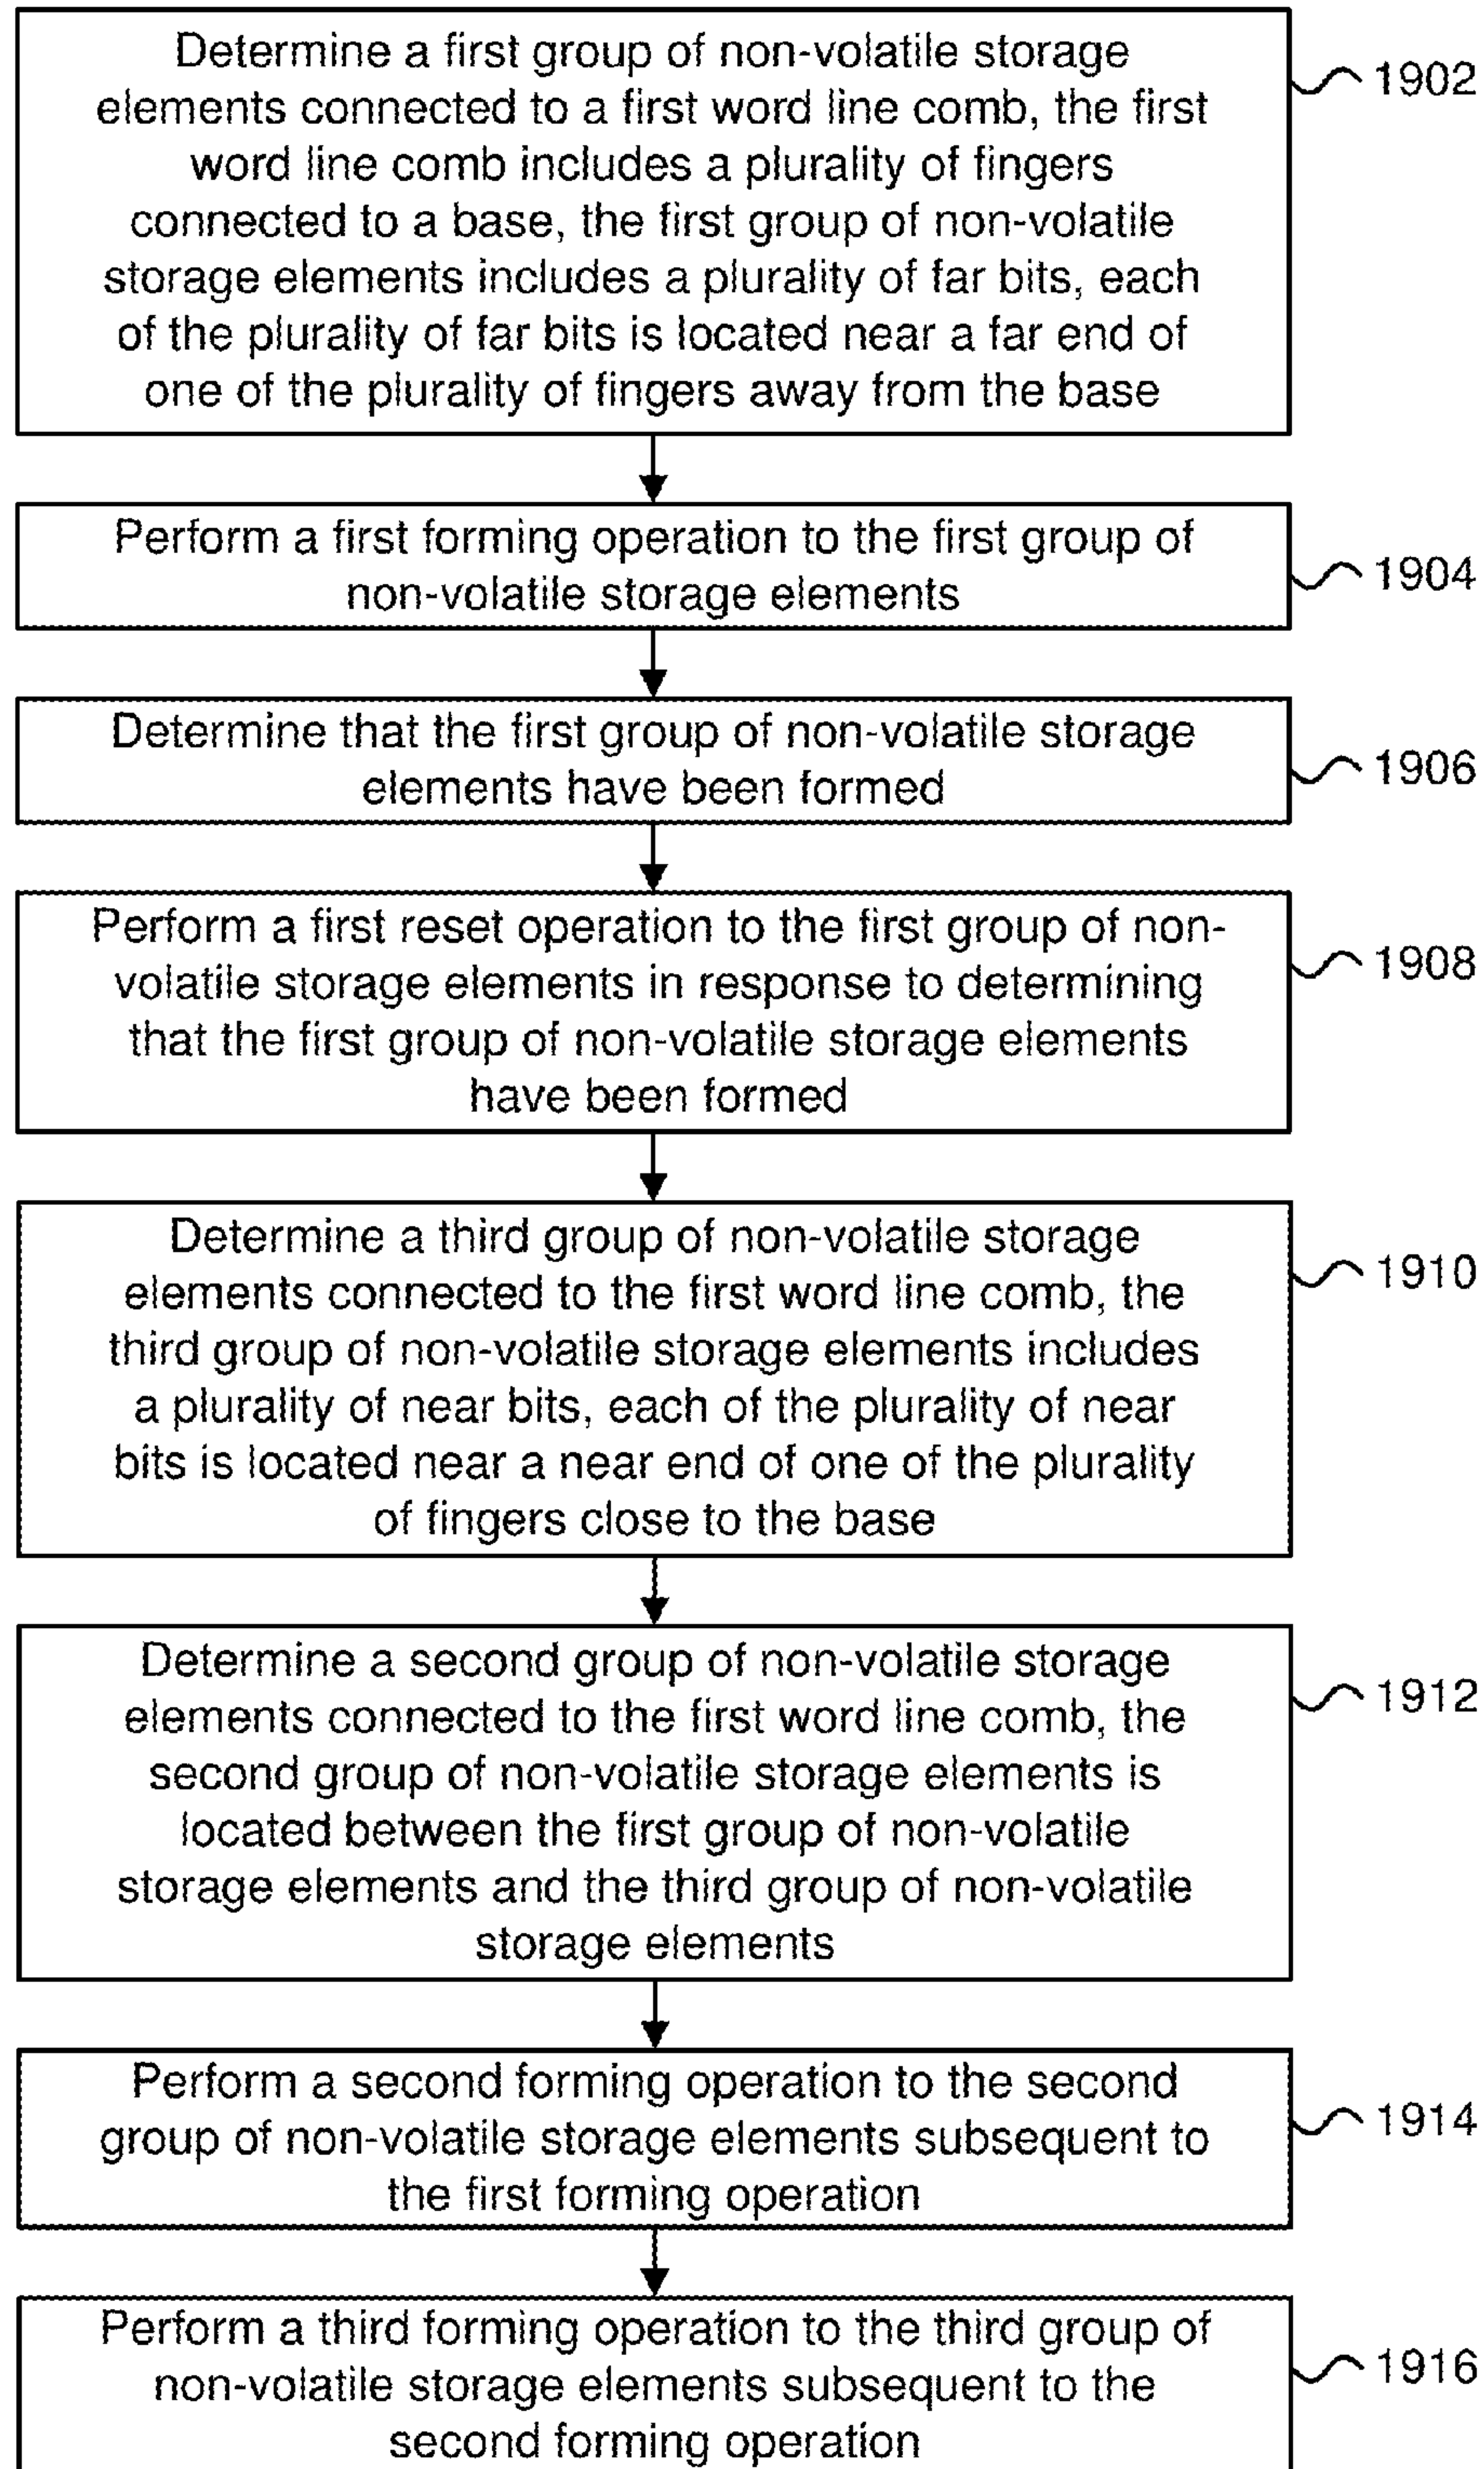 Determine a first group of non-volatile storage
elements connected to a first word line comb, the first
word line comb includes a plurality of fingers
connected to a base, the first group of non-volatile
storage elements includes a plurality of far bits, each
of the plurality of far bits is located near a far end of
one of the plurality of fingers away from the base
1902
Perform a first forming operation to the first group of
non-volatile storage elements
1904
Determine that the first group of non-volatile storage
elements have been formed
1906
Perform a first reset operation to the first group of non-
volatile storage elements in response to determining
that the first group of non-volatile storage elements
have been formed
1908
Determine a third group of non-volatile storage
elements connected to the first word line comb, the
third group of non-volatile storage elements includes
a plurality of near bits, each of the plurality of near
bits is located near a near end of one of the plurality
of fingers close to the base
1910
Determine a second group of non-volatile storage
elements connected to the first word line comb, the
second group of non-volatile storage elements is
located between the first group of non-volatile
storage elements and the third group of non-volatile
storage elements
1912
Perform a second forming operation to the second
group of non-volatile storage elements subsequent to
the first forming operation
1914
Perform a third forming operation to the third group of
non-volatile storage elements subsequent to the
second forming operation
1916